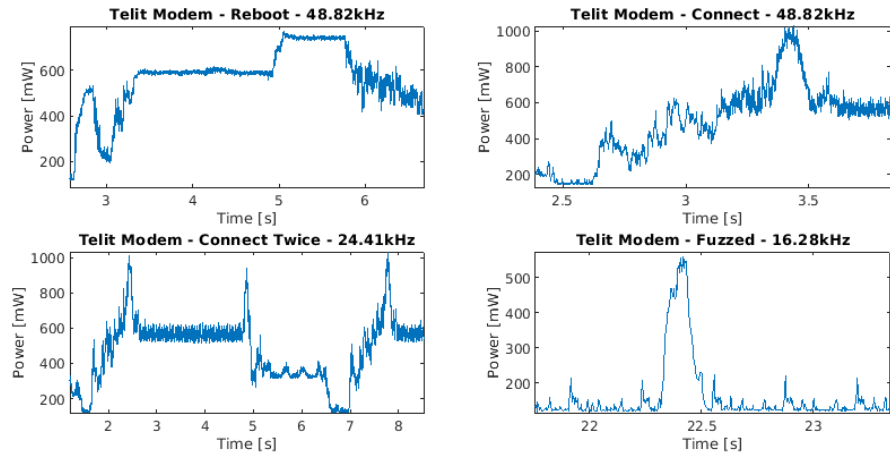 Telit Modem - Reboot - 48.82kHz
Power [mW]
600
400
200
3
4
5
6
Time [s]
Telit Modem - Connect - 48.82kHz
Power [mW]
1000
800
600
400
200
2.5
3
3.5
Time [s]
Telit Modem - Connect Twice - 24.41kHz
Power [mW]
1000
800
600
400
200
2
3
4
5
6
7
8
Time [s]
Telit Modem - Fuzzed - 16.28kHz
Power [mW]
500
400
300
200
22
22.5
23
Time [s]